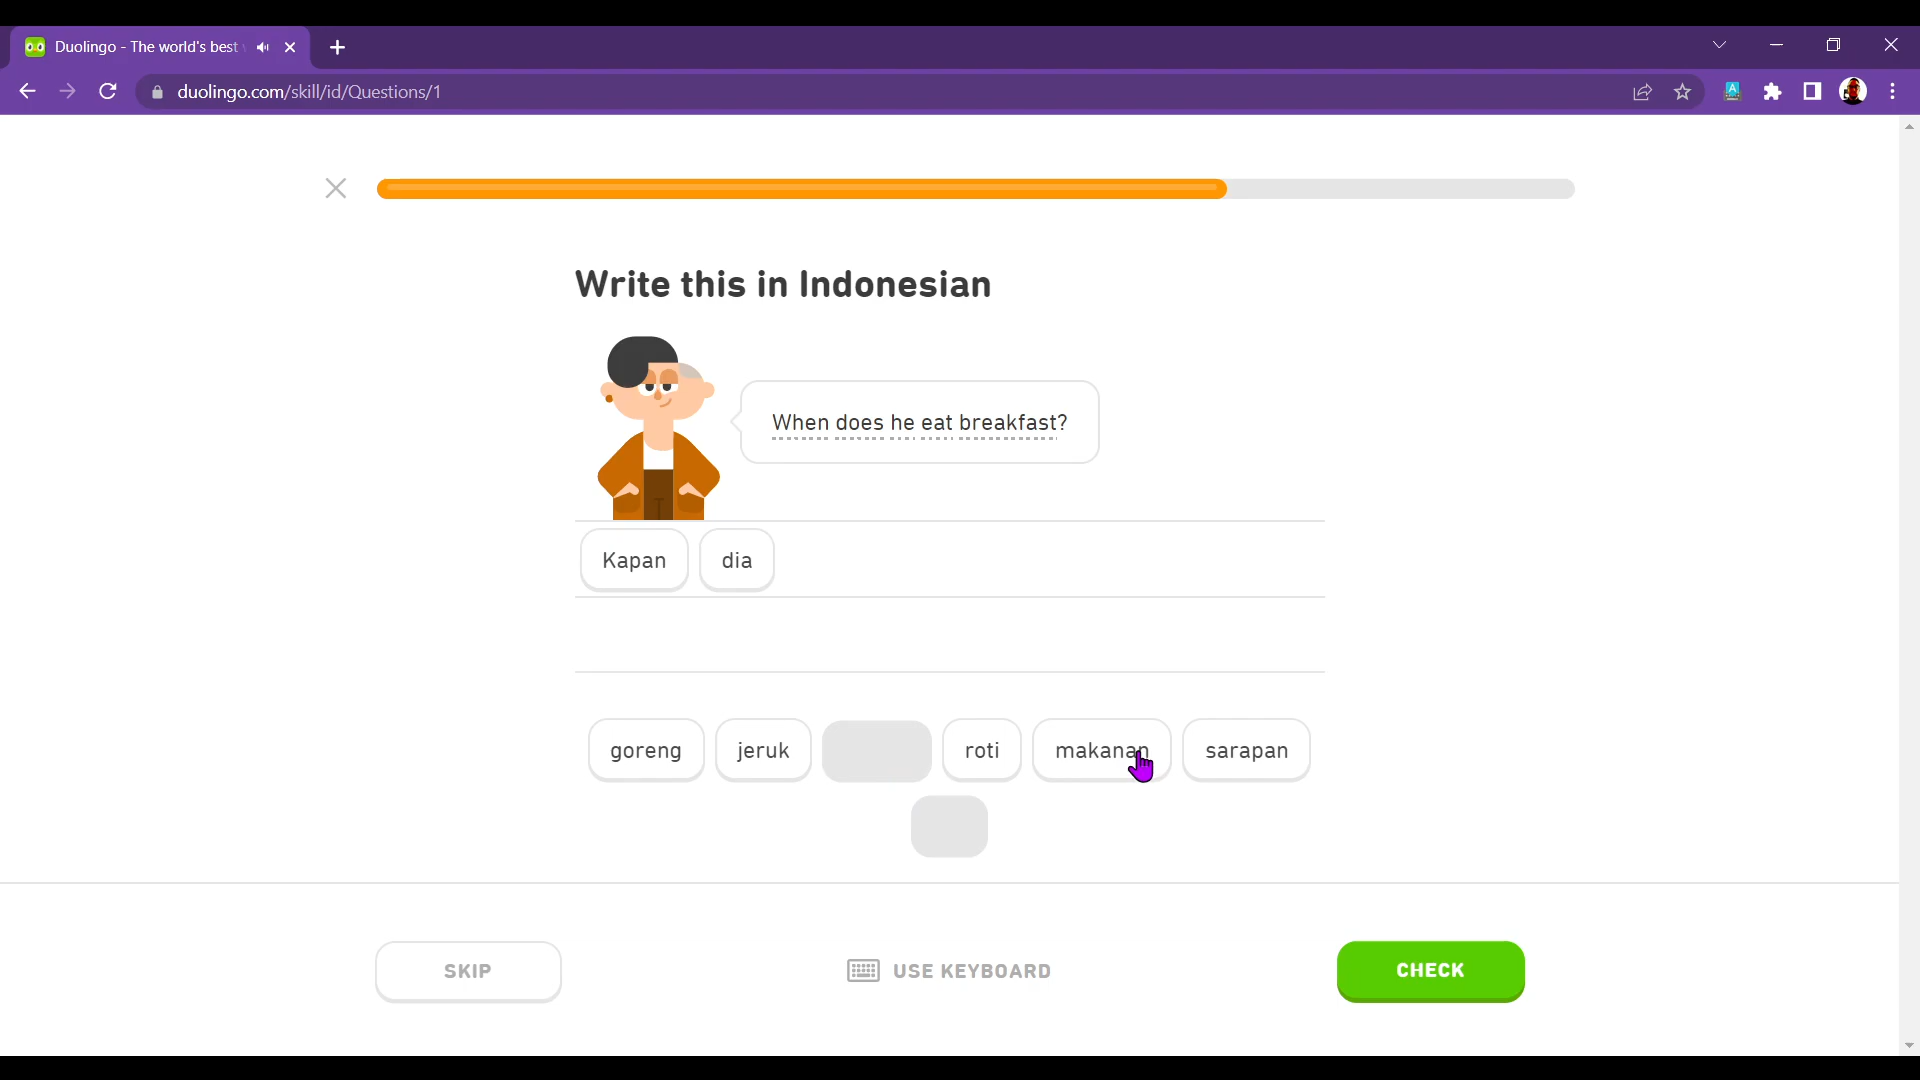 Duolingo - The world's best
duolingo.com/skill/id/Questions/1
Write this in Indonesian
When does he eat breakfast?
Kapan dia
goreng jeruk roti makanan sarapan
SKIP USE KEYBOARD CHECK